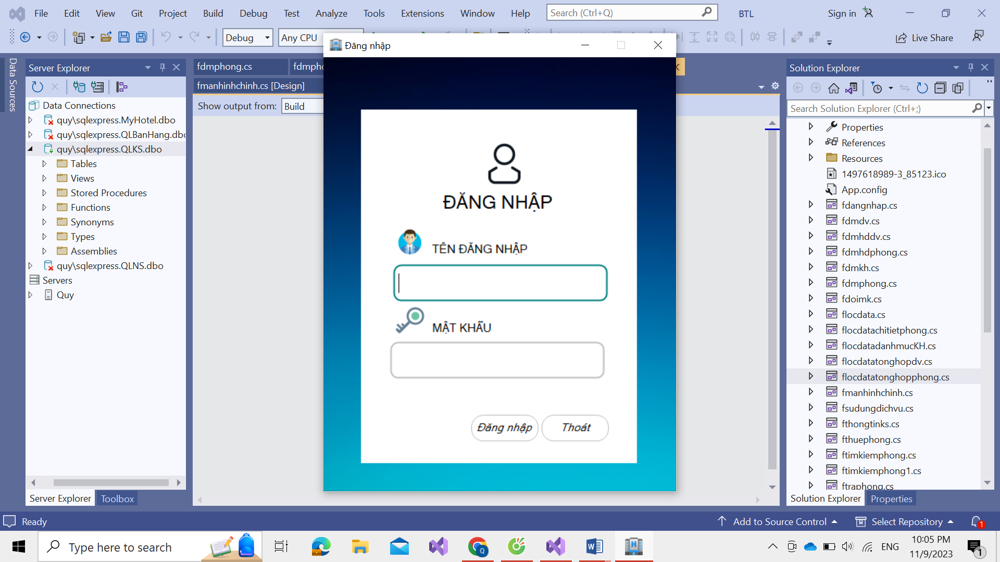 File Edit View Git Project Build Debug Test Analyze Tools Extensions Window Help Search (Ctrl+Q) BTL Sign in
Debug Any CPU Live Share
Đăng nhập
Data Sources
Server Explorer
Data Connections
quy\sqlexpress.MyHotel.dbo
quy\sqlexpress.QLBanHang.dbo
quy\sqlexpress.QLKS.dbo
Tables
Views
Stored Procedures
Functions
Synonyms
Types
Assemblies
quy\sqlexpress.QLNS.dbo
Servers
Quy
Server Explorer Toolbox
fdmphong.cs
fmanhinhchinh.cs [Design]
Show output from: Build
ĐĂNG NHẬP
TÊN ĐĂNG NHẬP
MẬT KHẨU
Đăng nhập Thoát
Solution Explorer
Search Solution Explorer (Ctrl+;)
Properties
References
Resources
1497618989-3_85123.ico
App.config
fdangnhap.cs
fdmdv.cs
fdmhddv.cs
fdmhdphong.cs
fdmkh.cs
fdmphong.cs
fdoimk.cs
flocdata.cs
flocdatachitietphong.cs
flocdatadanhmucKH.cs
flocdatatonghopdv.cs
flocdatatonghopphong.cs
fmanhinhchinh.cs
fsudungdichvu.cs
fthongtinks.cs
fthuephong.cs
ftimkiemphong.cs
ftimkiemphong1.cs
ftraphong.cs
Solution Explorer Properties
Ready Add to Source Control Select Repository 1
Type here to search ENG 10:05 PM
11/9/2023 1